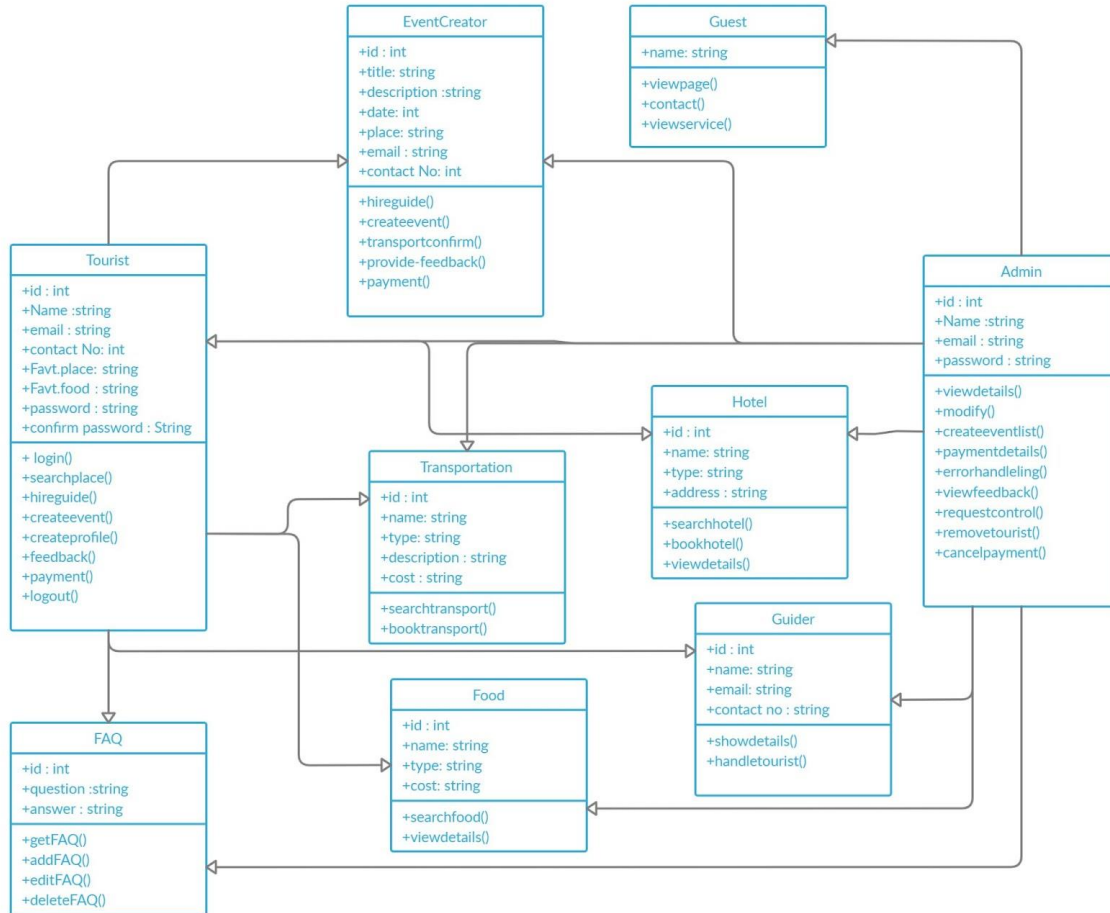 EventCreator
+id : int
+title: string
+description :string
+date: int
+place: string
+email : string
+contact No: int
+hireguide()
+createevent()
+transportconfirm()
+provide-feedback()
+payment()
Guest
+name: string
+viewpage()
+contact()
+viewservice()
Tourist
+id : int
+Name :string
+email : string
+contact No: int
+Favt.place: string
+Favt.food : string
+password : string
+confirm password : String
+ login()
+searchplace()
+hireguide()
+createevent()
+createprofile()
+feedback()
+payment()
+logout()
Admin
+id : int
+Name :string
+email : string
+password : string
+viewdetails()
+modify()
+createeventlist()
+paymentdetails()
+errorhandleling()
+viewfeedback()
+requestcontrol()
+removetourist()
+cancelpayment()
Hotel
+id : int
+name: string
+type: string
+address : string
+searchhotel()
+bookhotel()
+viewdetails()
Transportation
+id : int
+name: string
+type: string
+description : string
+cost : string
+searchtransport()
+booktransport()
Guider
+id : int
+name: string
+email: string
+contact no : string
+showdetails()
+handletourist()
Food
+id : int
+name: string
+type: string
+cost: string
+searchfood()
+viewdetails()
FAQ
+id : int
+question :string
+answer : string
+getFAQ()
+addFAQ()
+editFAQ()
+deleteFAQ()